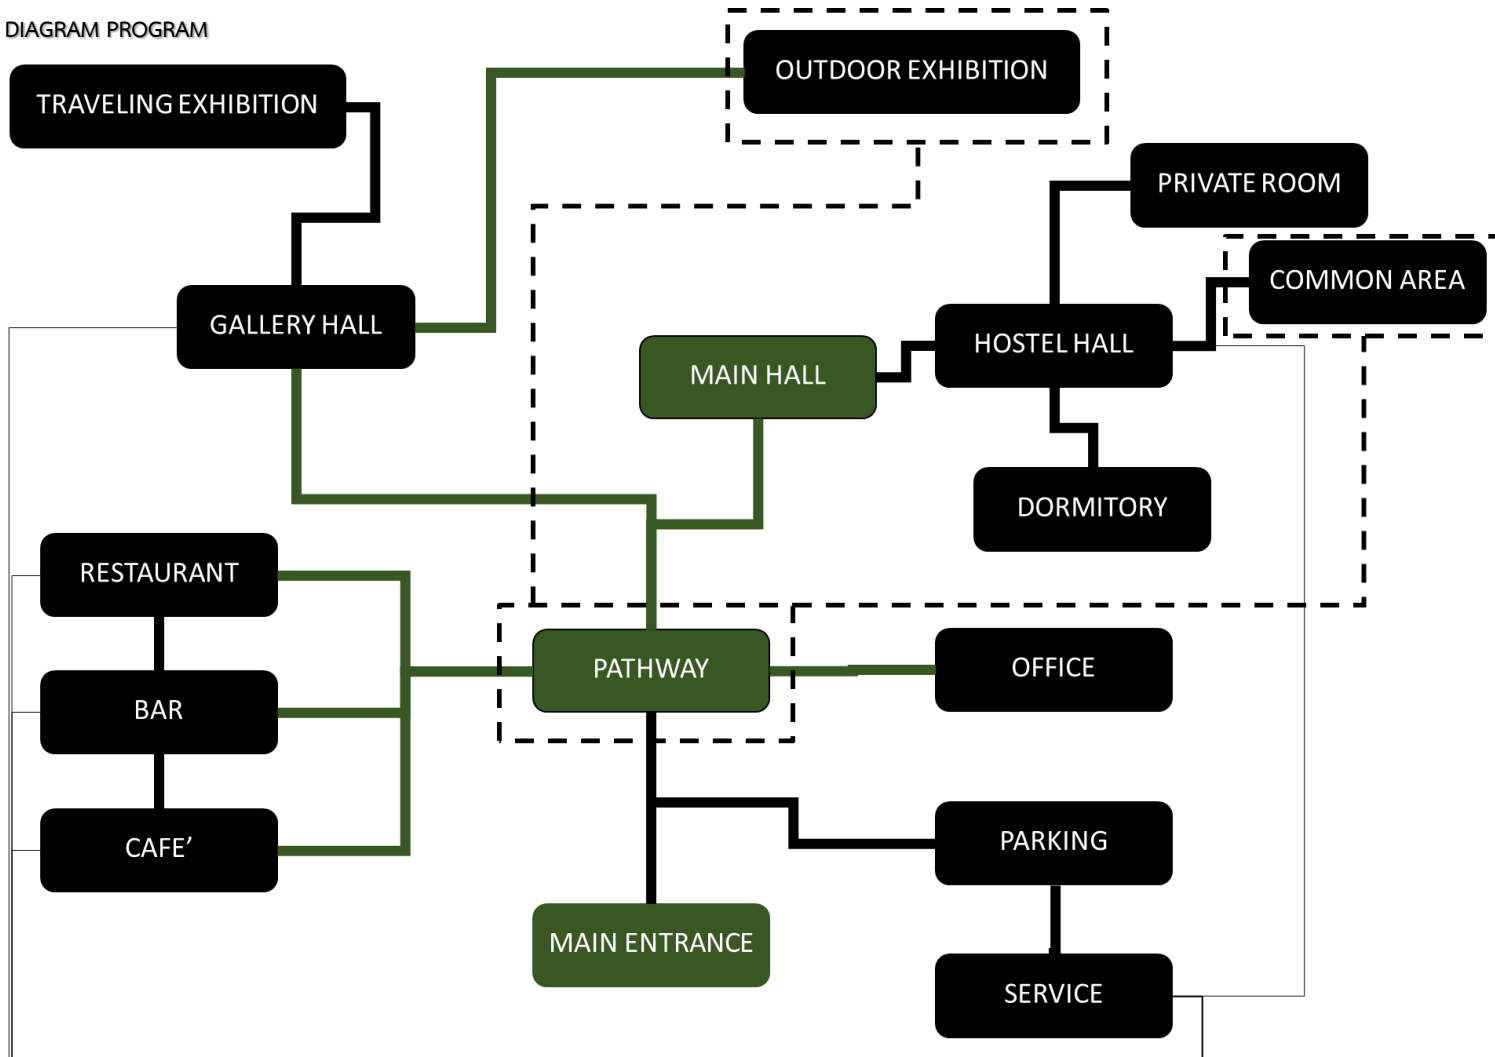 DIAGRAM PROGRAM
OUTDOOR EXHIBITION
TRAVELING EXHIBITION
PRIVATE ROOM
COMMON AREA
GALLERY HALL
HOSTEL HALL
MAIN HALL
DORMITORY
RESTAURANT
PATHWAY
OFFICE
BAR
PARKING
CAFE’
MAIN ENTRANCE
SERVICE